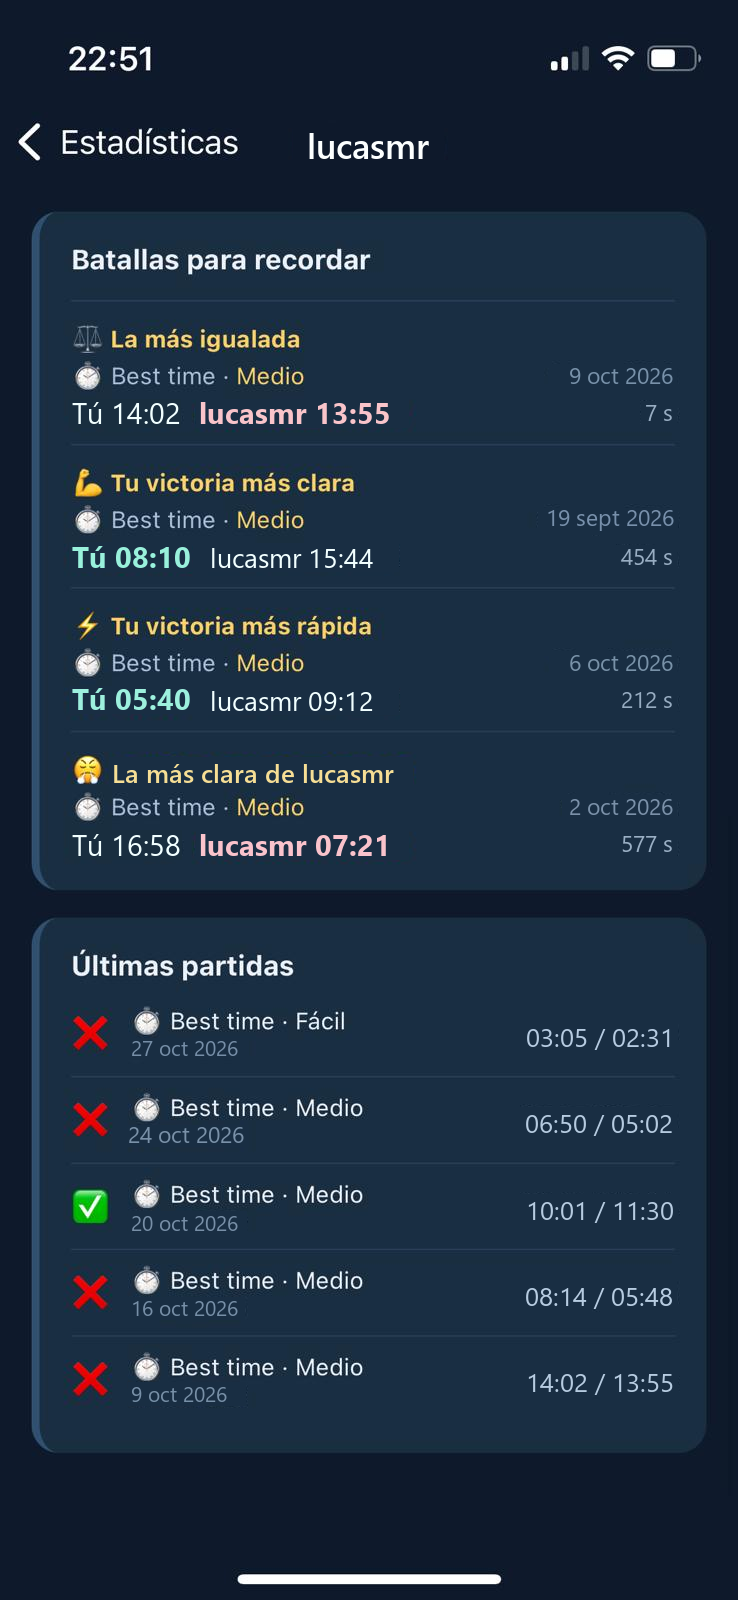 22:51
Estadísticas lucasmr
Batallas para recordar
La más igualada
Best time · Medio 9 oct 2026
Tú 14:02 lucasmr 13:55 7 s
Tu victoria más clara
Best time · Medio 19 sept 2026
Tú 08:10 lucasmr 15:44 454 s
Tu victoria más rápida
Best time · Medio 6 oct 2026
Tú 05:40 lucasmr 09:12 212 s
La más clara de lucasmr
Best time · Medio 2 oct 2026
Tú 16:58 lucasmr 07:21 577 s
Últimas partidas
Best time · Fácil
27 oct 2026 03:05 / 02:31
Best time · Medio
24 oct 2026 06:50 / 05:02
Best time · Medio
20 oct 2026 10:01 / 11:30
Best time · Medio
16 oct 2026 08:14 / 05:48
Best time · Medio
9 oct 2026 14:02 / 13:55